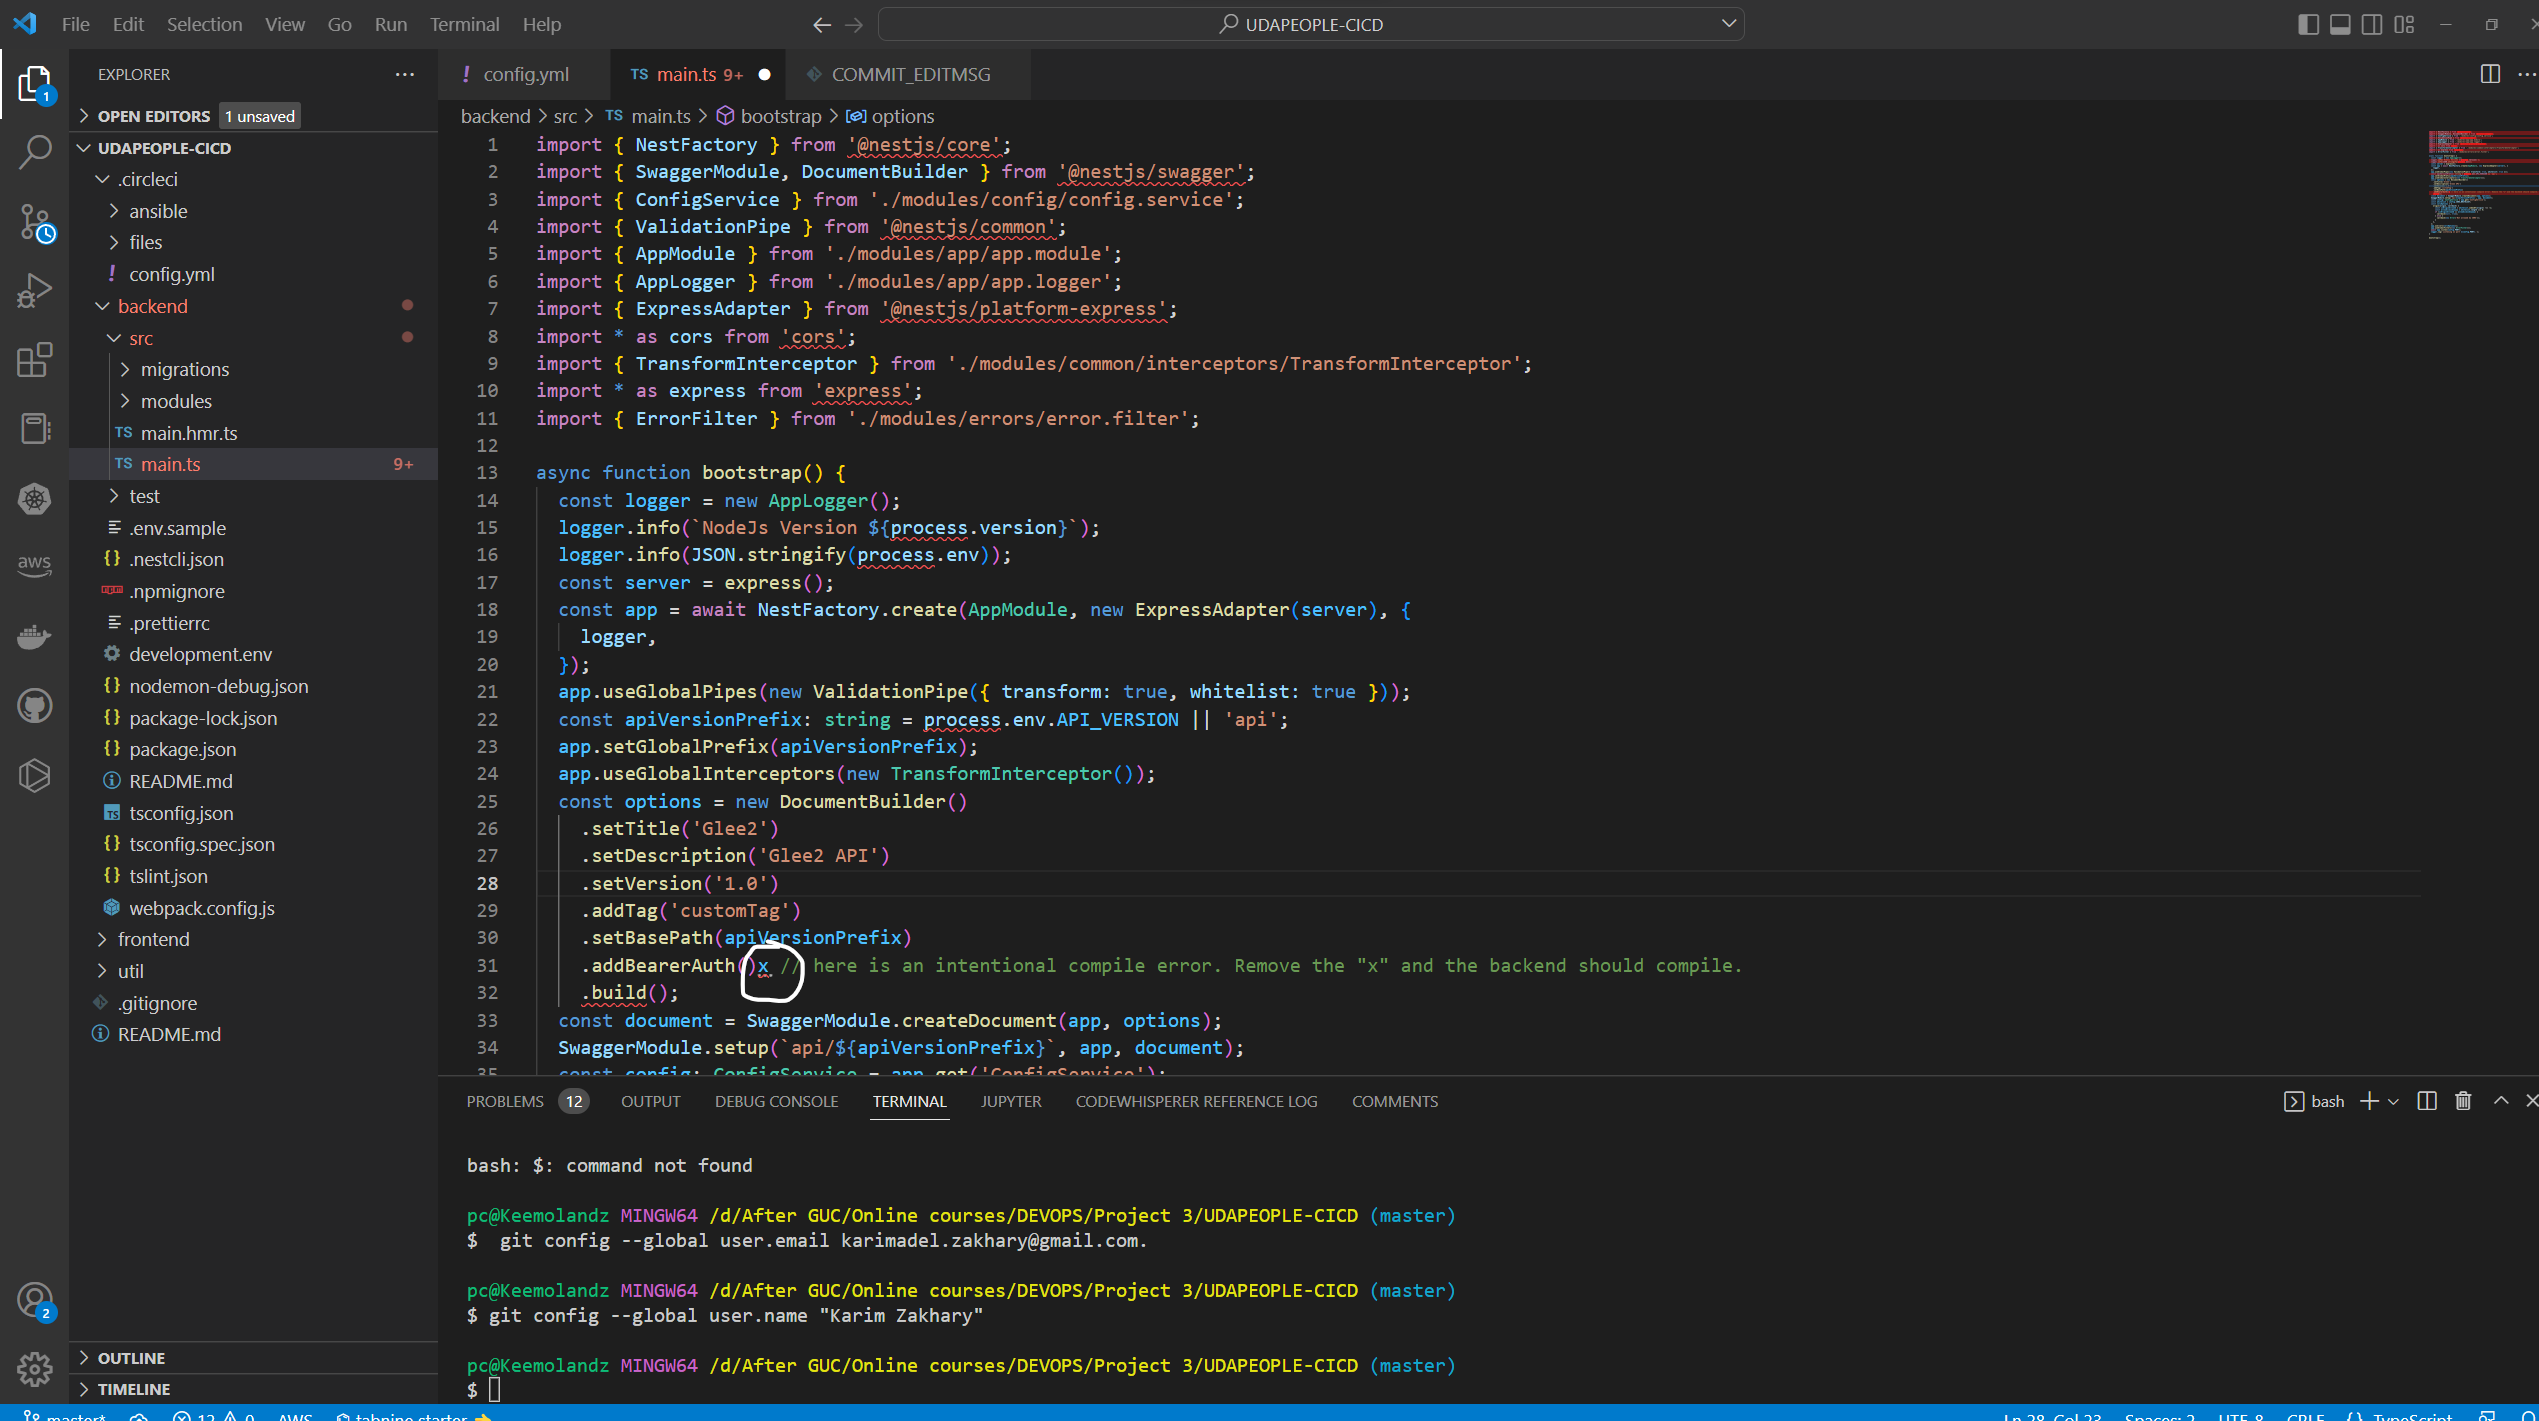 File Edit Selection View Go Run Terminal Help
UDAPEOPLE-CICD
EXPLORER
OPEN EDITORS 1 unsaved
UDAPEOPLE-CICD
.circleci
ansible
files
! config.yml
backend
src
migrations
modules
TS main.hmr.ts
TS main.ts 9+
test
.env.sample
{} .nestcli.json
.npmignore
.prettierrc
development.env
{} nodemon-debug.json
{} package-lock.json
{} package.json
README.md
TS tsconfig.json
{} tsconfig.spec.json
{} tslint.json
webpack.config.js
frontend
util
.gitignore
README.md
OUTLINE
TIMELINE
1
aws
2
! config.yml
TS main.ts 9+
COMMIT_EDITMSG
backend > src > TS main.ts > bootstrap > options
1 import { NestFactory } from '@nestjs/core';
2 import { SwaggerModule, DocumentBuilder } from '@nestjs/swagger';
3 import { ConfigService } from './modules/config/config.service';
4 import { ValidationPipe } from '@nestjs/common';
5 import { AppModule } from './modules/app/app.module';
6 import { AppLogger } from './modules/app/app.logger';
7 import { ExpressAdapter } from '@nestjs/platform-express';
8 import * as cors from 'cors';
9 import { TransformInterceptor } from './modules/common/interceptors/TransformInterceptor';
10 import * as express from 'express';
11 import { ErrorFilter } from './modules/errors/error.filter';
12
13 async function bootstrap() {
14 const logger = new AppLogger();
15 logger.info(`NodeJs Version ${process.version}`);
16 logger.info(JSON.stringify(process.env));
17 const server = express();
18 const app = await NestFactory.create(AppModule, new ExpressAdapter(server), {
19 logger,
20 });
21 app.useGlobalPipes(new ValidationPipe({ transform: true, whitelist: true }));
22 const apiVersionPrefix: string = process.env.API_VERSION || 'api';
23 app.setGlobalPrefix(apiVersionPrefix);
24 app.useGlobalInterceptors(new TransformInterceptor());
25 const options = new DocumentBuilder()
26 .setTitle('Glee2')
27 .setDescription('Glee2 API')
28 .setVersion('1.0')
29 .addTag('customTag')
30 .setBasePath(apiVersionPrefix)
31 .addBearerAuth()x // here is an intentional compile error. Remove the "x" and the backend should compile.
32 .build();
33 const document = SwaggerModule.createDocument(app, options);
34 SwaggerModule.setup(`api/${apiVersionPrefix}`, app, document);
35 const config: ConfigService = app.get('ConfigService');
PROBLEMS 12 OUTPUT DEBUG CONSOLE TERMINAL JUPYTER CODEWHISPERER REFERENCE LOG COMMENTS
bash
bash: $: command not found
pc@Keemolandz MINGW64 /d/After GUC/Online courses/DEVOPS/Project 3/UDAPEOPLE-CICD (master)
$ git config --global user.email karimadel.zakhary@gmail.com.
pc@Keemolandz MINGW64 /d/After GUC/Online courses/DEVOPS/Project 3/UDAPEOPLE-CICD (master)
$ git config --global user.name "Karim Zakhary"
pc@Keemolandz MINGW64 /d/After GUC/Online courses/DEVOPS/Project 3/UDAPEOPLE-CICD (master)
$
master* 12 0 AWS tabnine starter Ln 28, Col 23 Spaces: 2 UTF-8 CRLF {} TypeScript